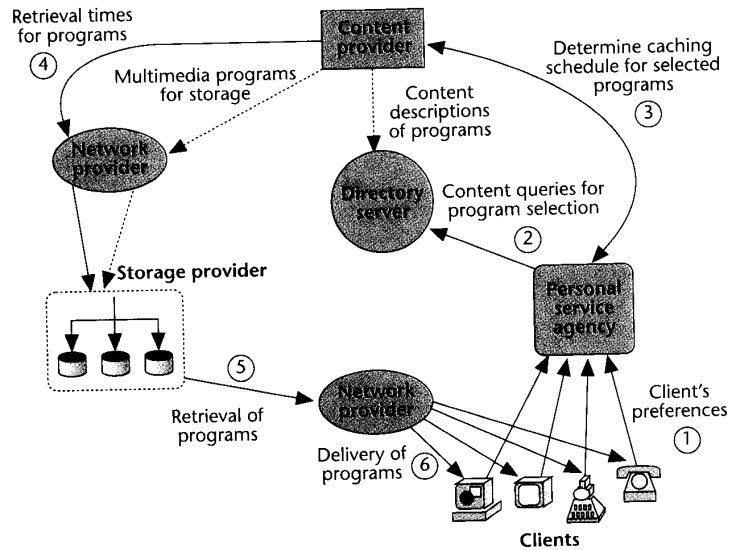 Retrieval times
for programs
4
Content
provider
Multimedia programs
for storage
Content
descriptions
of programs
Determine caching
schedule for selected
programs
3
Network
provider
Directory
server
Content queries for
program selection
2
Storage provider
Personal
service
agency
5
Retrieval of
programs
Network
provider
Client's
preferences
1
Delivery of
programs 6
Clients